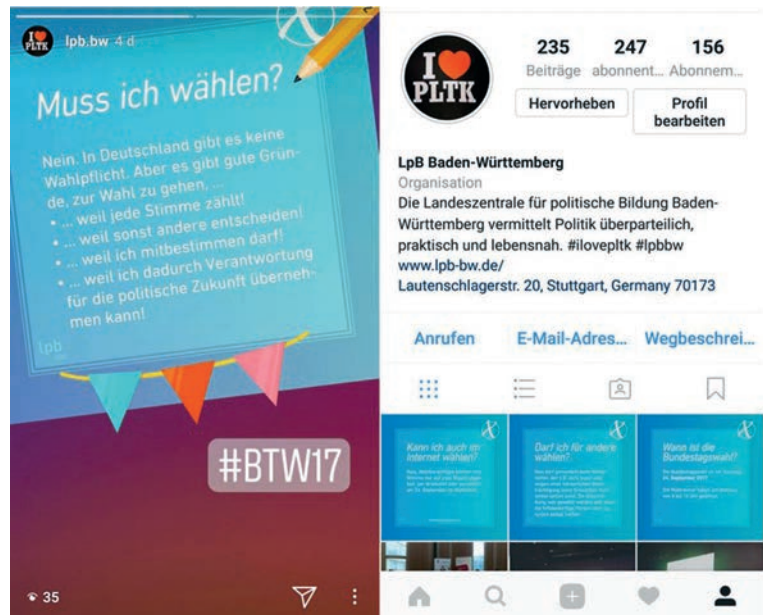 I ♥
PLTK
lpb.bw 4 d
Muss ich wählen?
Nein. In Deutschland gibt es keine
Wahlpflicht. Aber es gibt gute Grün-
de, zur Wahl zu gehen, ...
• ... weil jede Stimme zählt!
• ... weil sonst andere entscheiden!
• ... weil ich mitbestimmen darf!
• ... weil ich dadurch Verantwortung
für die politische Zukunft überneh-
men kann!
lpb
#BTW17
35
I ♥
PLTK
235 247 156
Beiträge abonnent... Abonnem...
Hervorheben
Profil
bearbeiten
LpB Baden-Württemberg
Organisation
Die Landeszentrale für politische Bildung Baden-
Württemberg vermittelt Politik überparteilich,
praktisch und lebensnah. #ilovepltk #lpbbw
www.lpb-bw.de/
Lautenschlagerstr. 20, Stuttgart, Germany 70173
Anrufen E-Mail-Adres... Wegbeschrei...
Kann ich auch im
Internet wählen?
Darf ich für andere
wählen?
Wann ist die
Bundestagswahl?